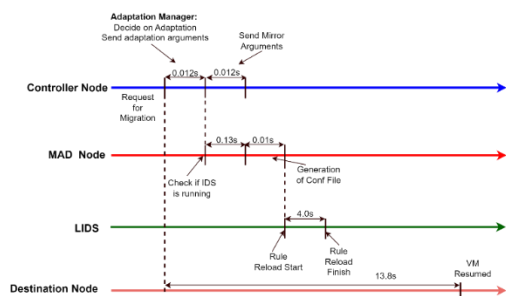 Adaptation Manager:
Decide on Adaptation
Send adaptation arguments
Send Mirror
Arguments
0.012s
0.012s
Controller Node
Request
for
Migration
0.13s
0.01s
MAD Node
Check if IDS
is running
Generation
of Conf File
4.0s
LIDS
Rule
Reload Start
Rule
Reload
Finish
13.8s
VM
Resumed
Destination Node